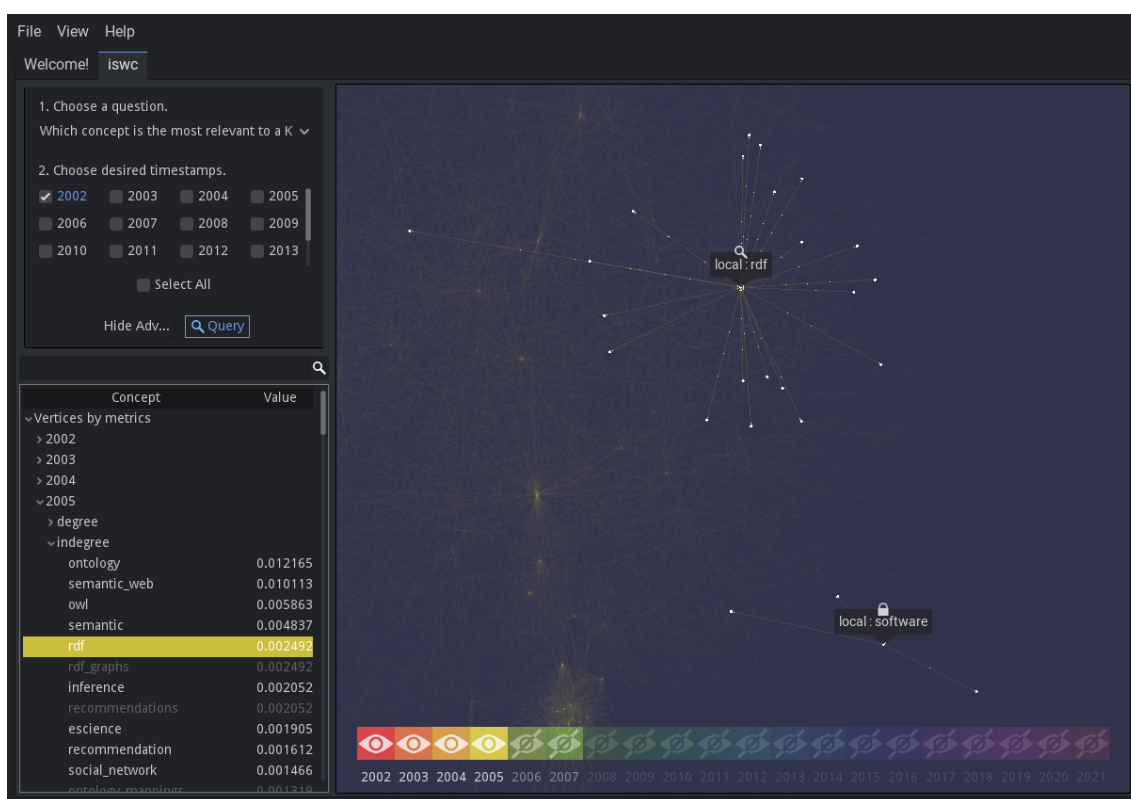 File View Help
Welcome! iswc
1. Choose a question.
Which concept is the most relevant to a K
2. Choose desired timestamps.
2002 2003 2004 2005
2006 2007 2008 2009
2010 2011 2012 2013
Select All
Hide Adv... Query
Concept Value
Vertices by metrics
2002
2003
2004
2005
degree
indegree
ontology 0.012165
semantic_web 0.010113
owl 0.005863
semantic 0.004837
rdf 0.002492
rdf_graphs 0.002492
inference 0.002052
recommendations 0.002052
escience 0.001905
recommendation 0.001612
social_network 0.001466
ontology_mappings 0.001319
local : rdf
local : software
2002 2003 2004 2005 2006 2007 2008 2009 2010 2011 2012 2013 2014 2015 2016 2017 2018 2019 2020 2021